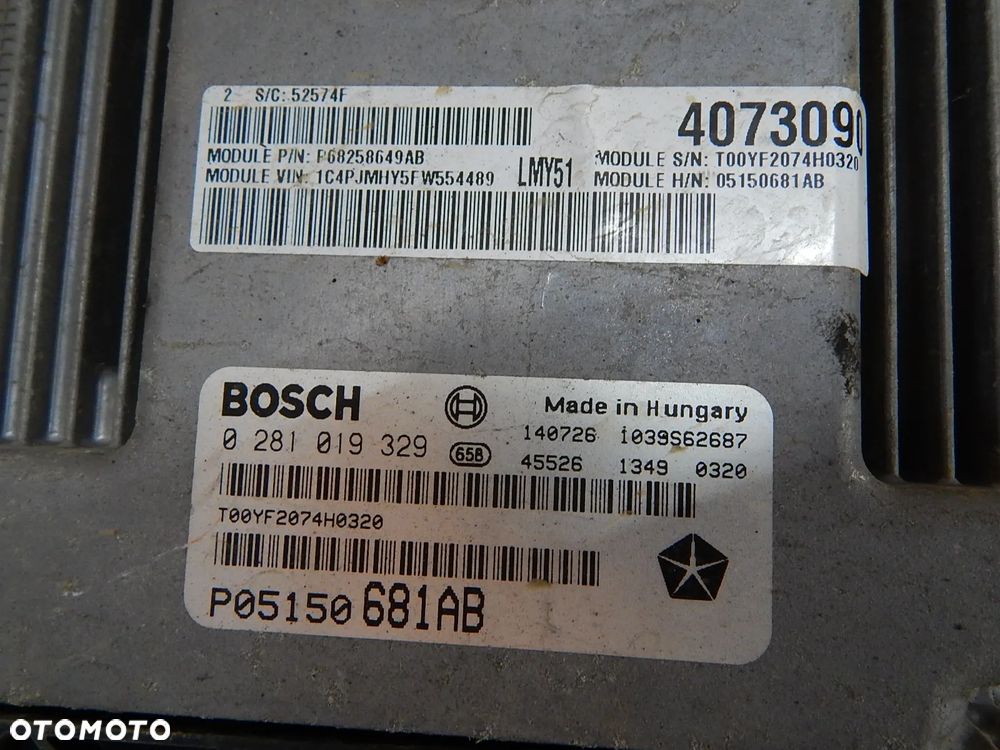 2 S/C: 52574F
4073090
MODULE P/N: P68258649AB
MODULE VIN: 1C4PJMHY5FW554489
LMY51
MODULE S/N: T00YF2074H0320
MODULE H/N: 05150681AB
BOSCH
Made in Hungary
0 281 019 329
658
140726 1039S62687
45526 1349 0320
T00YF2074H0320
P05150 681AB
OTOMOTO
OTOMOTO